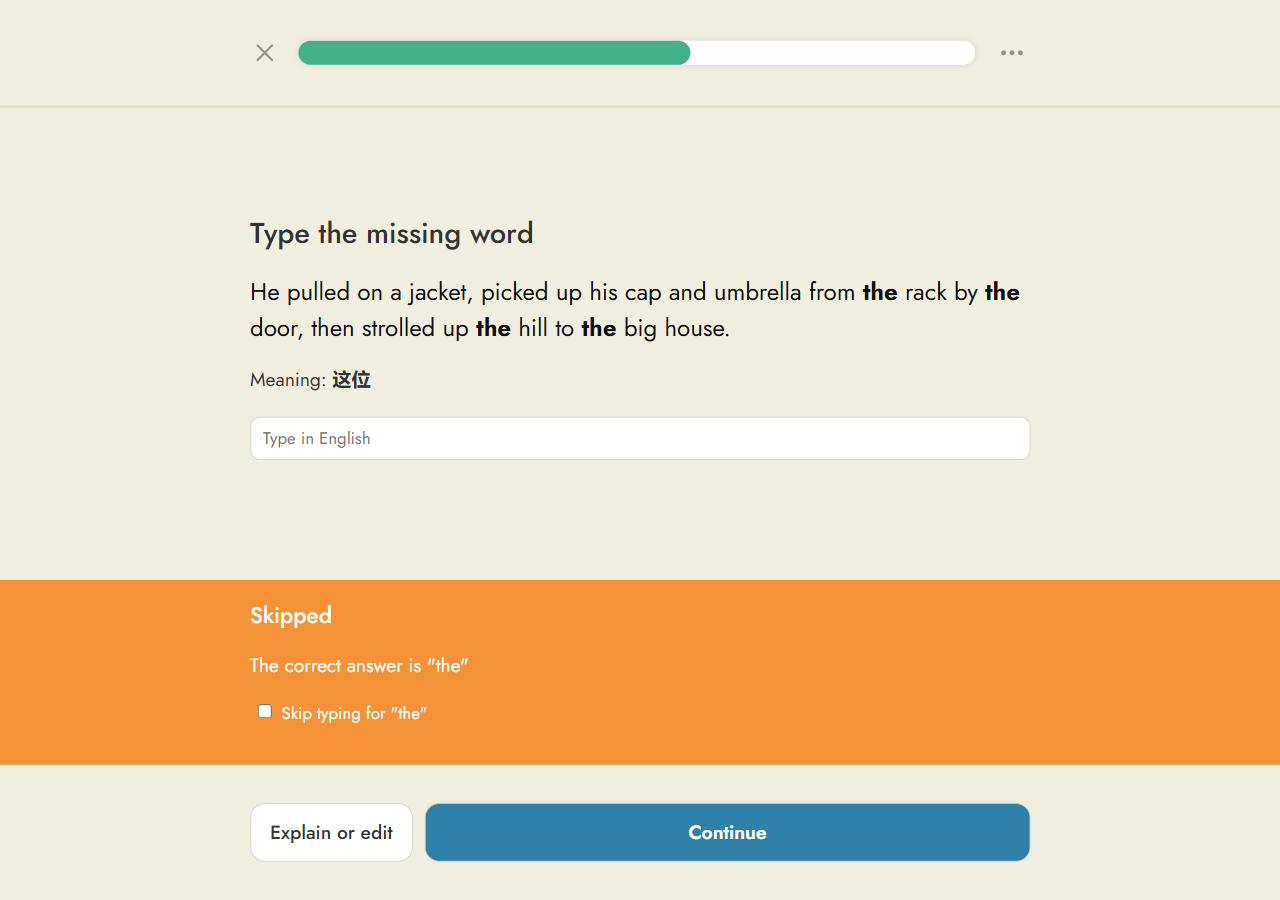 Type the missing word
He pulled on a jacket, picked up his cap and umbrella from the rack by the
door, then strolled up the hill to the big house.
Meaning: 这位
Type in English
Skipped
The correct answer is "the"
Skip typing for "the"
Explain or edit
Continue